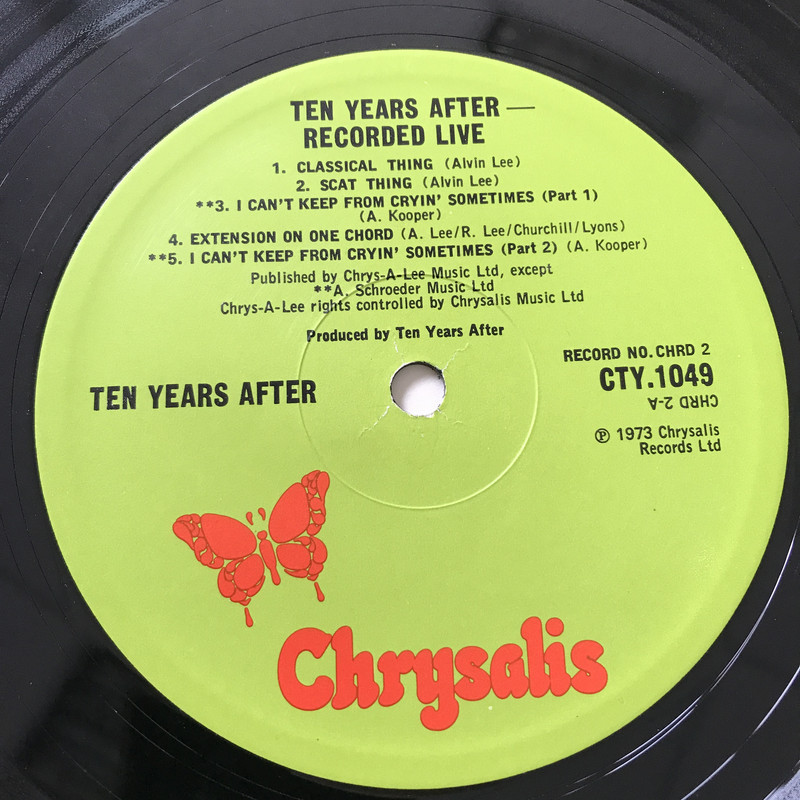 TEN YEARS AFTER —
RECORDED LIVE
1. CLASSICAL THING (Alvin Lee)
2. SCAT THING (Alvin Lee)
**3. I CAN'T KEEP FROM CRYIN' SOMETIMES (Part 1)
(A. Kooper)
4. EXTENSION ON ONE CHORD (A. Lee/R. Lee/Churchill/Lyons)
**5. I CAN'T KEEP FROM CRYIN' SOMETIMES (Part 2) (A. Kooper)
Published by Chrys-A-Lee Music Ltd, except
**A. Schroeder Music Ltd
Chrys-A-Lee rights controlled by Chrysalis Music Ltd
Produced by Ten Years After
TEN YEARS AFTER
RECORD NO. CHRD 2
CTY.1049
CHRD 2-A
℗ 1973 Chrysalis
Records Ltd
Chrysalis